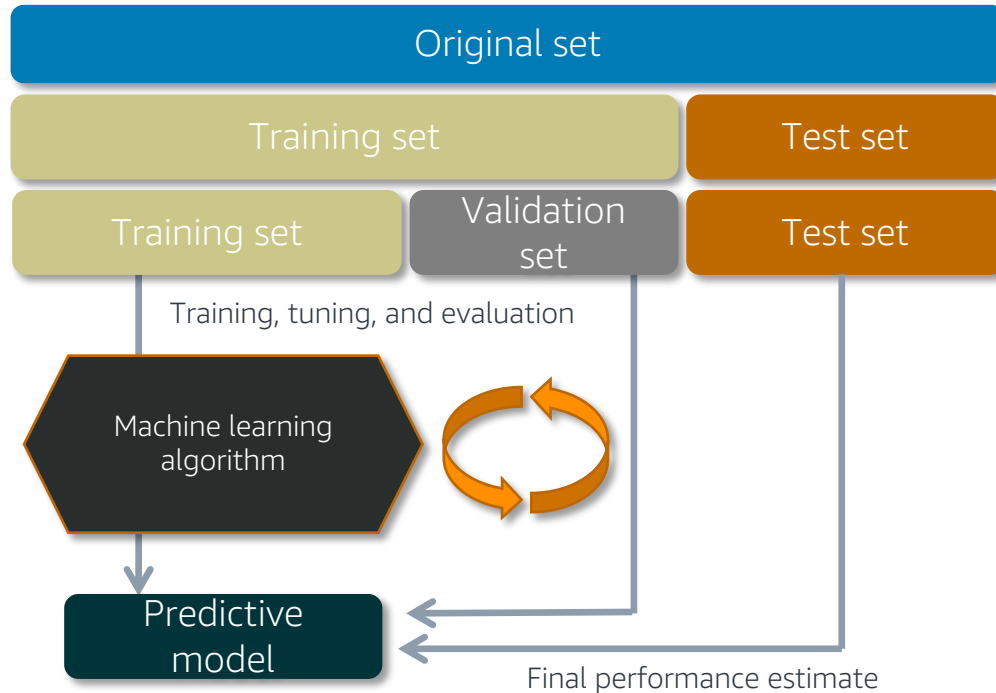 Original set
Training set
Test set
Training set
Validation
set
Test set
Training, tuning, and evaluation
Machine learning
algorithm
Predictive
model
Final performance estimate